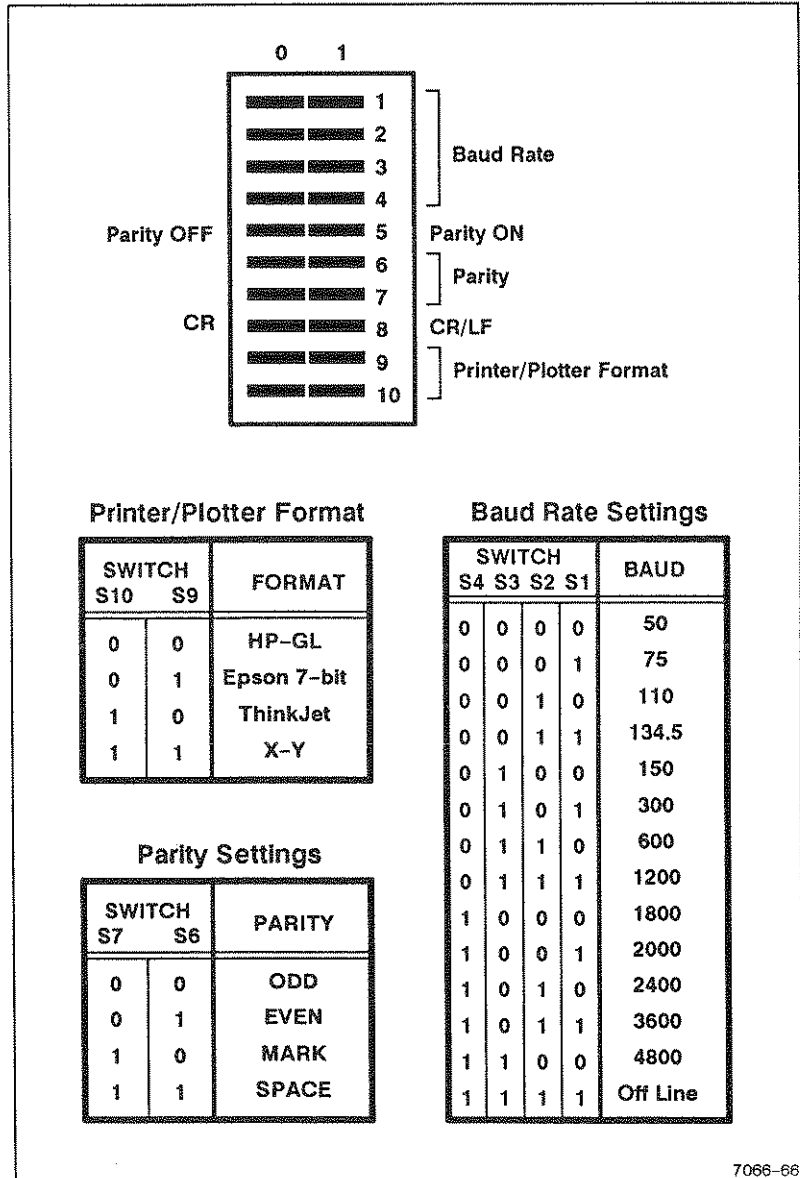 0 1
1
2
3
4
Baud Rate
Parity OFF 5 Parity ON
6
7
Parity
CR 8 CR/LF
9
10
Printer/Plotter Format
Printer/Plotter Format
SWITCH
S10 S9 FORMAT
0 0 HP-GL
0 1 Epson 7-bit
1 0 ThinkJet
1 1 X-Y
Parity Settings
SWITCH
S7 S6 PARITY
0 0 ODD
0 1 EVEN
1 0 MARK
1 1 SPACE
Baud Rate Settings
SWITCH
S4 S3 S2 S1 BAUD
0 0 0 0 50
0 0 0 1 75
0 0 1 0 110
0 0 1 1 134.5
0 1 0 0 150
0 1 0 1 300
0 1 1 0 600
0 1 1 1 1200
1 0 0 0 1800
1 0 0 1 2000
1 0 1 0 2400
1 0 1 1 3600
1 1 0 0 4800
1 1 1 1 Off Line
7066-66